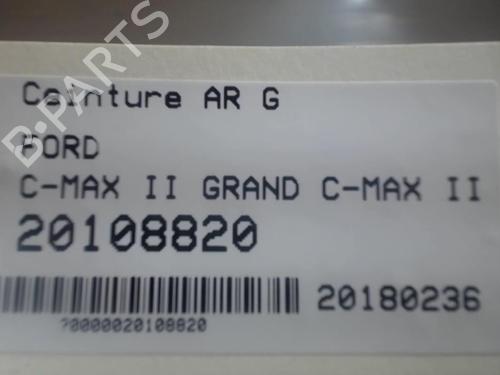 Ceinture AR G
FORD
C-MAX II GRAND C-MAX II
20108820
20180236
?0000020108820
B-PARTS